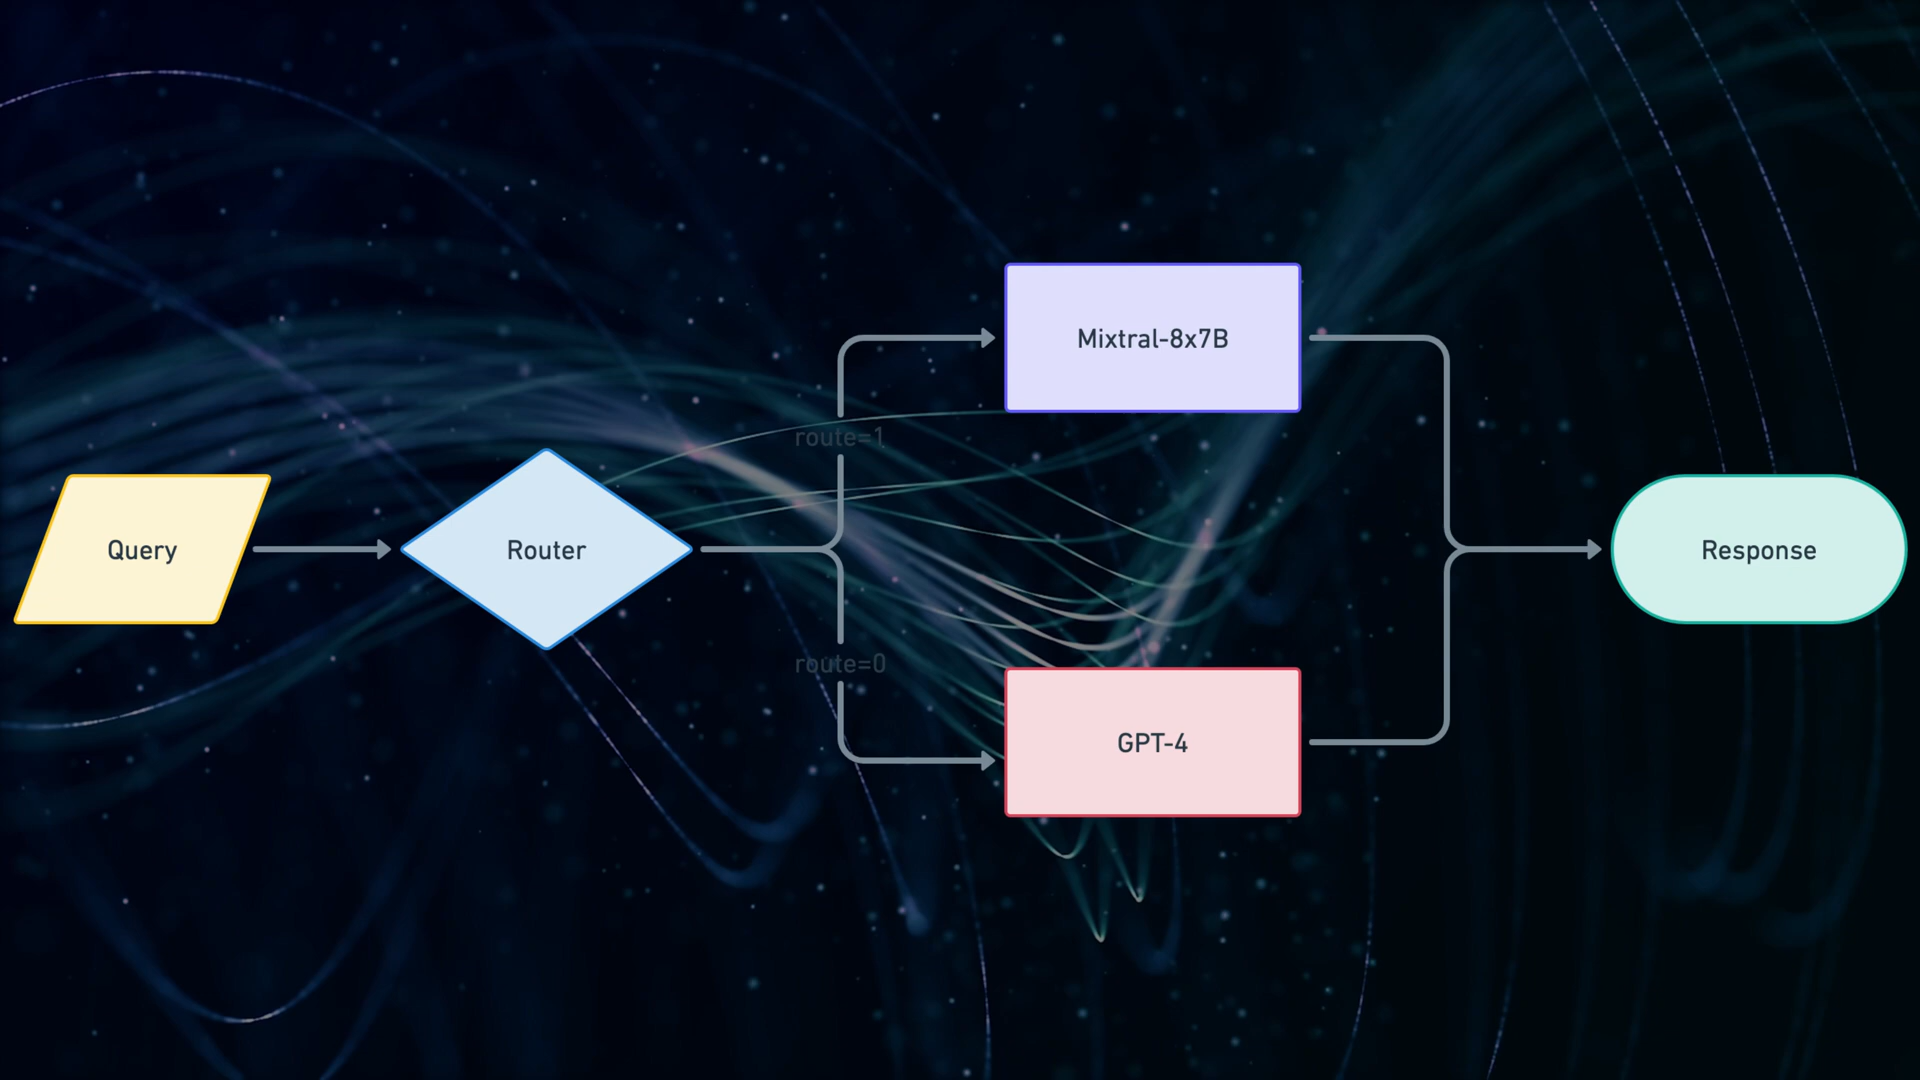 Mixtral-8x7B
route=1
Query
Router
Response
route=0
GPT-4